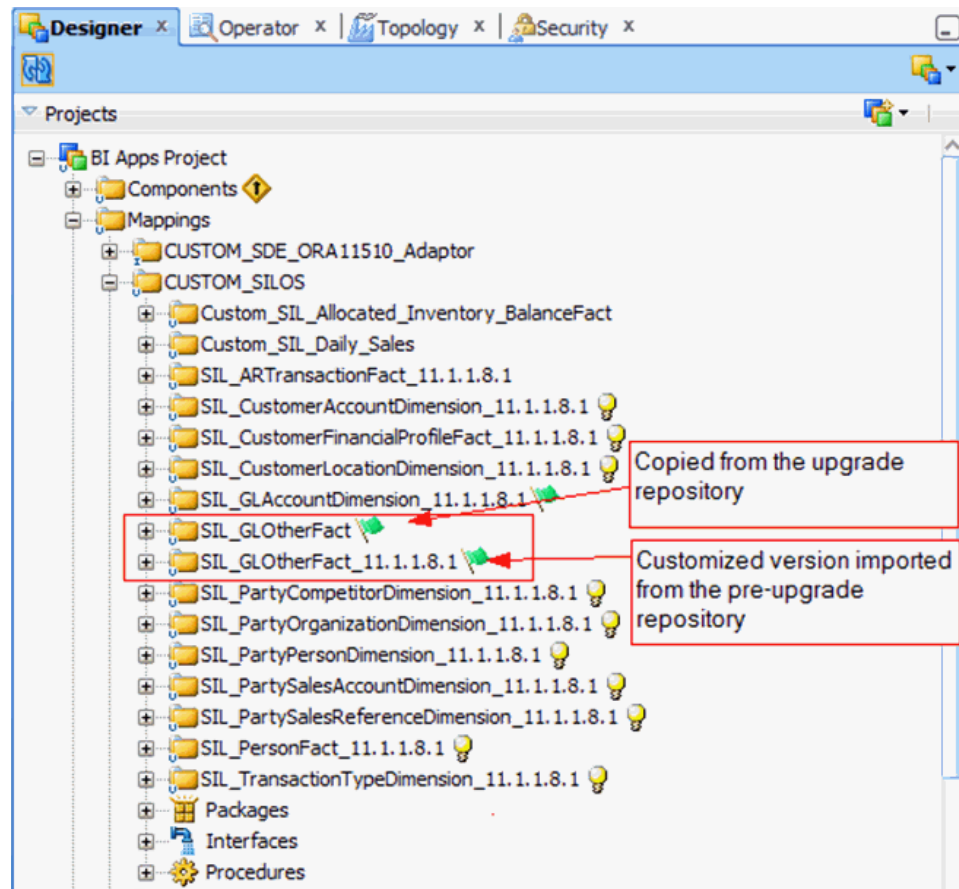 Designer x Operator x Topology x Security x
Projects
BI Apps Project
Components
Mappings
CUSTOM_SDE_ORA11510_Adaptor
CUSTOM_SILOS
Custom_SIL_Allocated_Inventory_BalanceFact
Custom_SIL_Daily_Sales
SIL_ARTransactionFact_11.1.1.8.1
SIL_CustomerAccountDimension_11.1.1.8.1
SIL_CustomerFinancialProfileFact_11.1.1.8.1
SIL_CustomerLocationDimension_11.1.1.8.1
SIL_GLAccountDimension_11.1.1.8.1
SIL_GLOtherFact
SIL_GLOtherFact_11.1.1.8.1
SIL_PartyCompetitorDimension_11.1.1.8.1
SIL_PartyOrganizationDimension_11.1.1.8.1
SIL_PartyPersonDimension_11.1.1.8.1
SIL_PartySalesAccountDimension_11.1.1.8.1
SIL_PartySalesReferenceDimension_11.1.1.8.1
SIL_PersonFact_11.1.1.8.1
SIL_TransactionTypeDimension_11.1.1.8.1
Packages
Interfaces
Procedures
Copied from the upgrade
repository
Customized version imported
from the pre-upgrade
repository